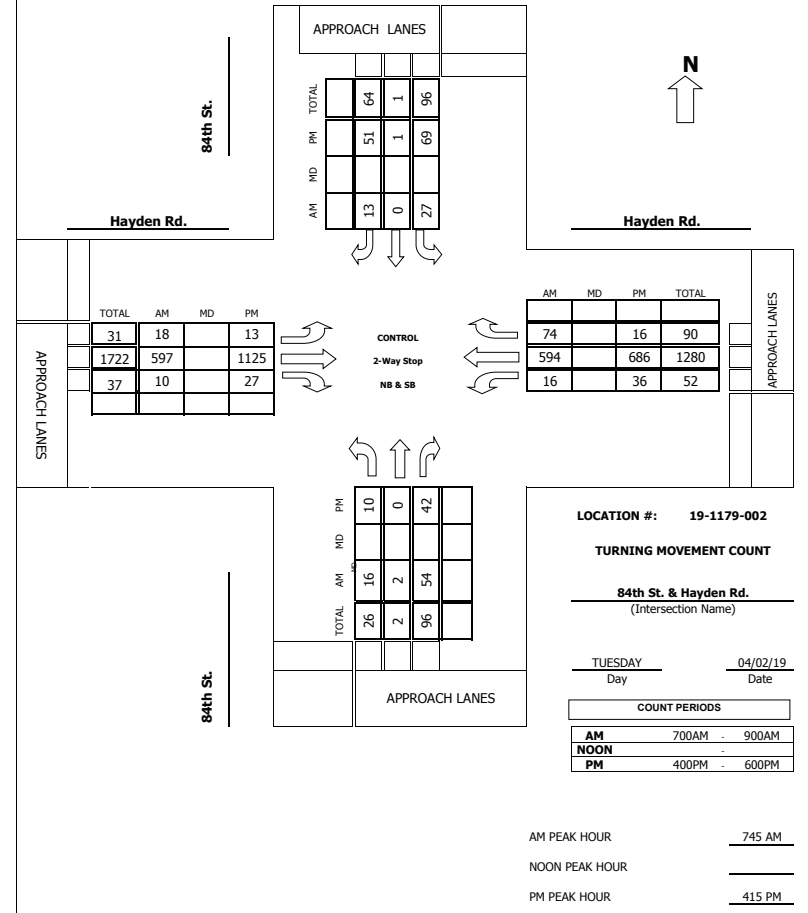 APPROACH LANES
N
84th St.
TOTAL 64 1 96
PM 51 1 69
MD
AM 13 0 27
Hayden Rd.
Hayden Rd.
TOTAL AM MD PM
31 18 13
1722 597 1125
37 10 27
APPROACH LANES
CONTROL
2-Way Stop
NB & SB
AM MD PM TOTAL
74 16 90
594 686 1280
16 36 52
APPROACH LANES
PM 10 0 42
MD
MD
AM 16 2 54
TOTAL 26 2 96
84th St.
APPROACH LANES
LOCATION #: 19-1179-002
TURNING MOVEMENT COUNT
84th St. & Hayden Rd.
(Intersection Name)
TUESDAY 04/02/19
Day Date
COUNT PERIODS
AM 700AM - 900AM
NOON -
PM 400PM - 600PM
AM PEAK HOUR 745 AM
NOON PEAK HOUR
PM PEAK HOUR 415 PM